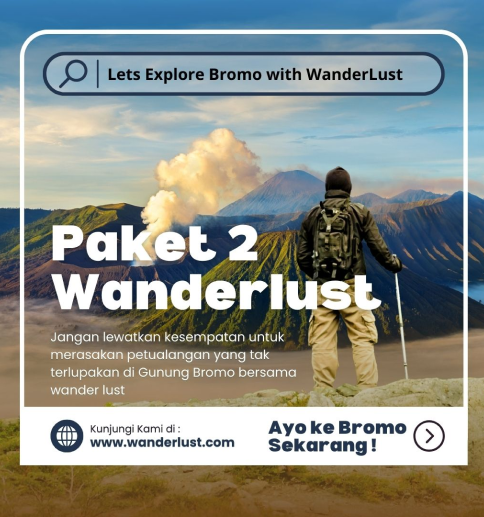 Lets Explore Bromo with WanderLust
Paket 2
Wanderlust
Jangan lewatkan kesempatan untuk
merasakan petualangan yang tak
terlupakan di Gunung Bromo bersama
wander lust
Kunjungi Kami di :
www.wanderlust.com
Ayo ke Bromo
Sekarang !